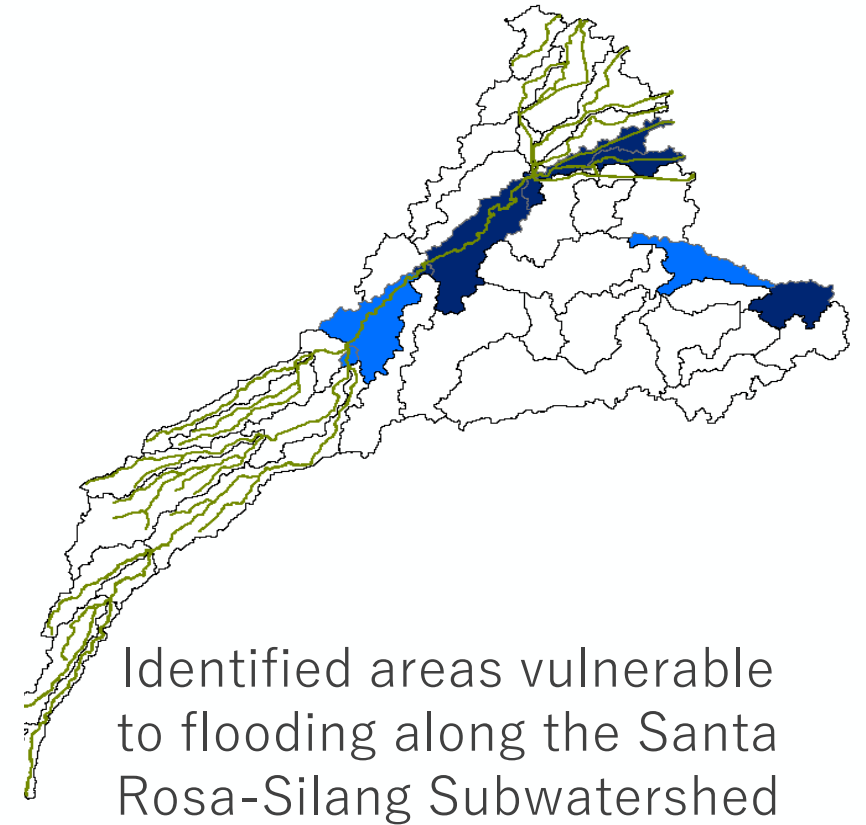 Identified areas vulnerable
to flooding along the Santa
Rosa-Silang Subwatershed